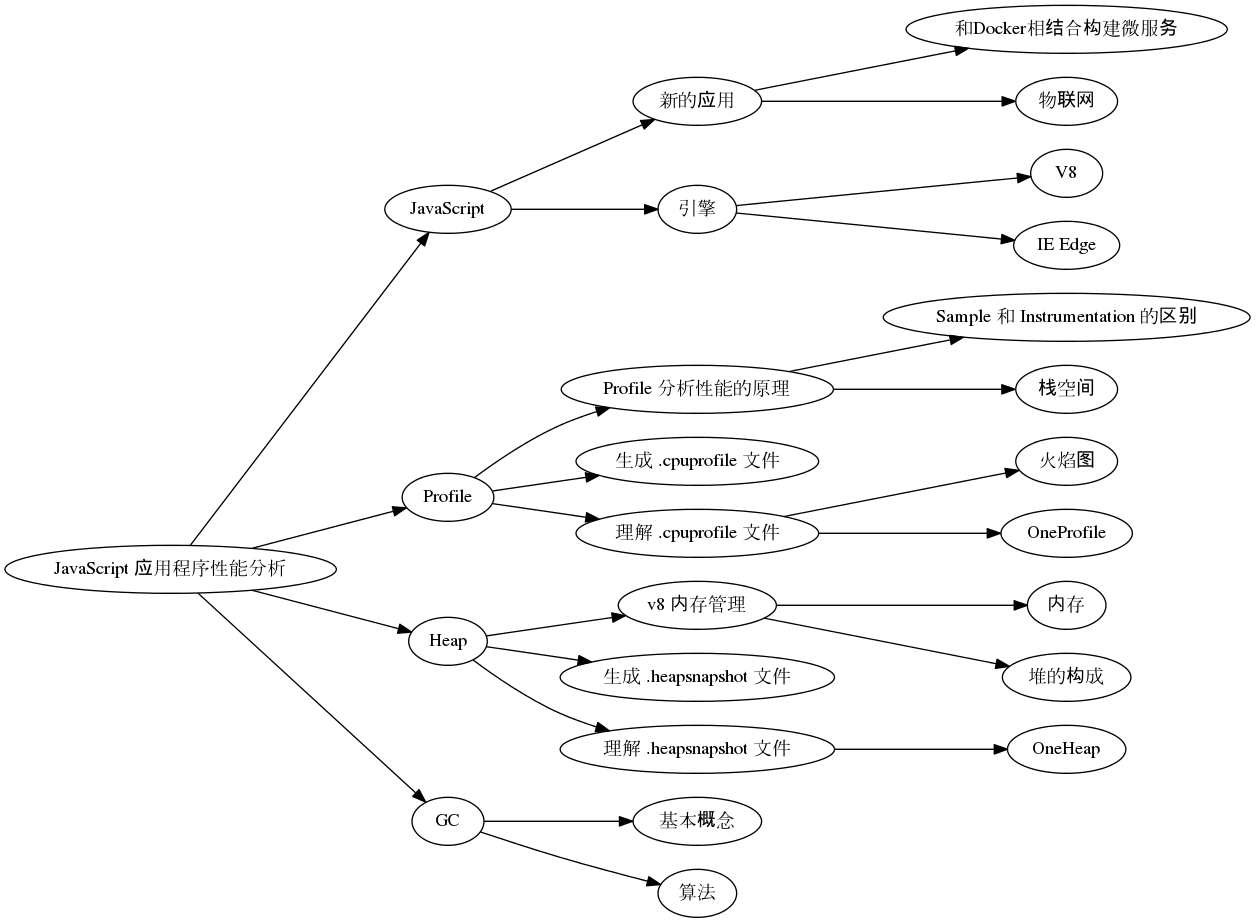 和Docker相结合构建微服务
新的应用
物联网
V8
JavaScript
引擎
IE Edge
Sample 和 Instrumentation 的区别
Profile 分析性能的原理
栈空间
生成 .cpuprofile 文件
火焰图
Profile
理解 .cpuprofile 文件
OneProfile
JavaScript 应用程序性能分析
v8 内存管理
内存
Heap
生成 .heapsnapshot 文件
堆的构成
理解 .heapsnapshot 文件
OneHeap
GC
基本概念
算法